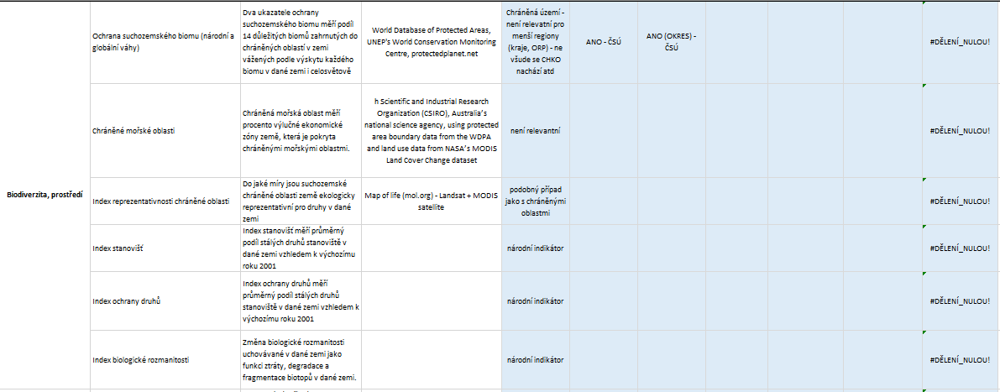 Biodiverzita, prostředí
Ochrana suchozemského biomu (národní a
globální váhy)
Dva ukazatele ochrany
suchozemského biomu měří podíl
14 důležitých biomů zahrnutých do
chráněných oblastí v zemi
vážených podle výskytu každého
biomu v dané zemi i celosvětově
World Database of Protected Areas,
UNEP's World Conservation Monitoring
Centre, protectedplanet.net
Chráněná území -
není relevatní pro
menší regiony
(kraje, ORP) - ne
všude se CHKO
nachází atd
ANO - ČSÚ
ANO (OKRES) -
ČSÚ
#DĚLENÍ_NULOU!
Chráněné mořské oblasti
Chráněná mořská oblast měří
procento výlučné ekonomické
zóny země, která je pokryta
chráněnými mořskými oblastmi.
h Scientific and Industrial Research
Organization (CSIRO), Australia's
national science agency, using protected
area boundary data from the WDPA
and land use data from NASA's MODIS
Land Cover Change dataset
není relevantní
#DĚLENÍ_NULOU!
Index reprezentativnosti chráněné oblasti
Do jaké míry jsou suchozemské
chráněné oblasti země ekologicky
reprezentativní pro druhy v dané
zemi
Map of life (mol.org) - Landsat + MODIS
satellite
podobný případ
jako s chráněnými
oblastmi
#DĚLENÍ_NULOU!
Index stanovišť
Index stanovišť měří průměrný
podíl stálých druhů stanoviště v
dané zemi vzhledem k výchozímu
roku 2001
národní indikátor
#DĚLENÍ_NULOU!
Index ochrany druhů
Index ochrany druhů měří
průměrný podíl stálých druhů
stanoviště v dané zemi vzhledem k
výchozímu roku 2001
národní indikátor
#DĚLENÍ_NULOU!
Index biologické rozmanitosti
Změna biologické rozmanitosti
uchovávané v dané zemi jako
funkci ztráty, degradace a
fragmentace biotopů v dané zemi.
národní indikátor
#DĚLENÍ_NULOU!